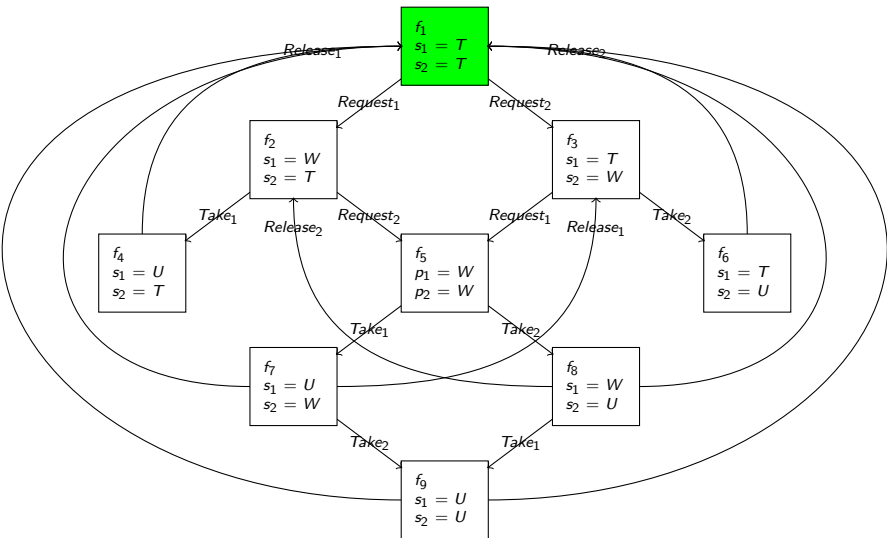 f₁
s₁ = T
s₂ = T
Release₁
Release₂
Request₁
Request₂
f₂
s₁ = W
s₂ = T
f₃
s₁ = T
s₂ = W
Take₁
Request₂
Request₁
Take₂
Release₂
Release₁
f₄
s₁ = U
s₂ = T
f₅
p₁ = W
p₂ = W
f₆
s₁ = T
s₂ = U
Take₁
Take₂
f₇
s₁ = U
s₂ = W
f₈
s₁ = W
s₂ = U
Take₂
Take₁
f₉
s₁ = U
s₂ = U